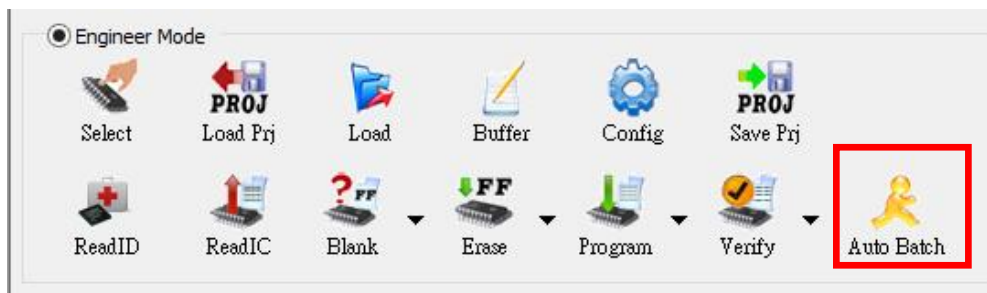 Engineer Mode
PROJ PROJ
Select Load Prj Load Buffer Config Save Prj
? FF FF
ReadID ReadIC Blank Erase Program Verify Auto Batch